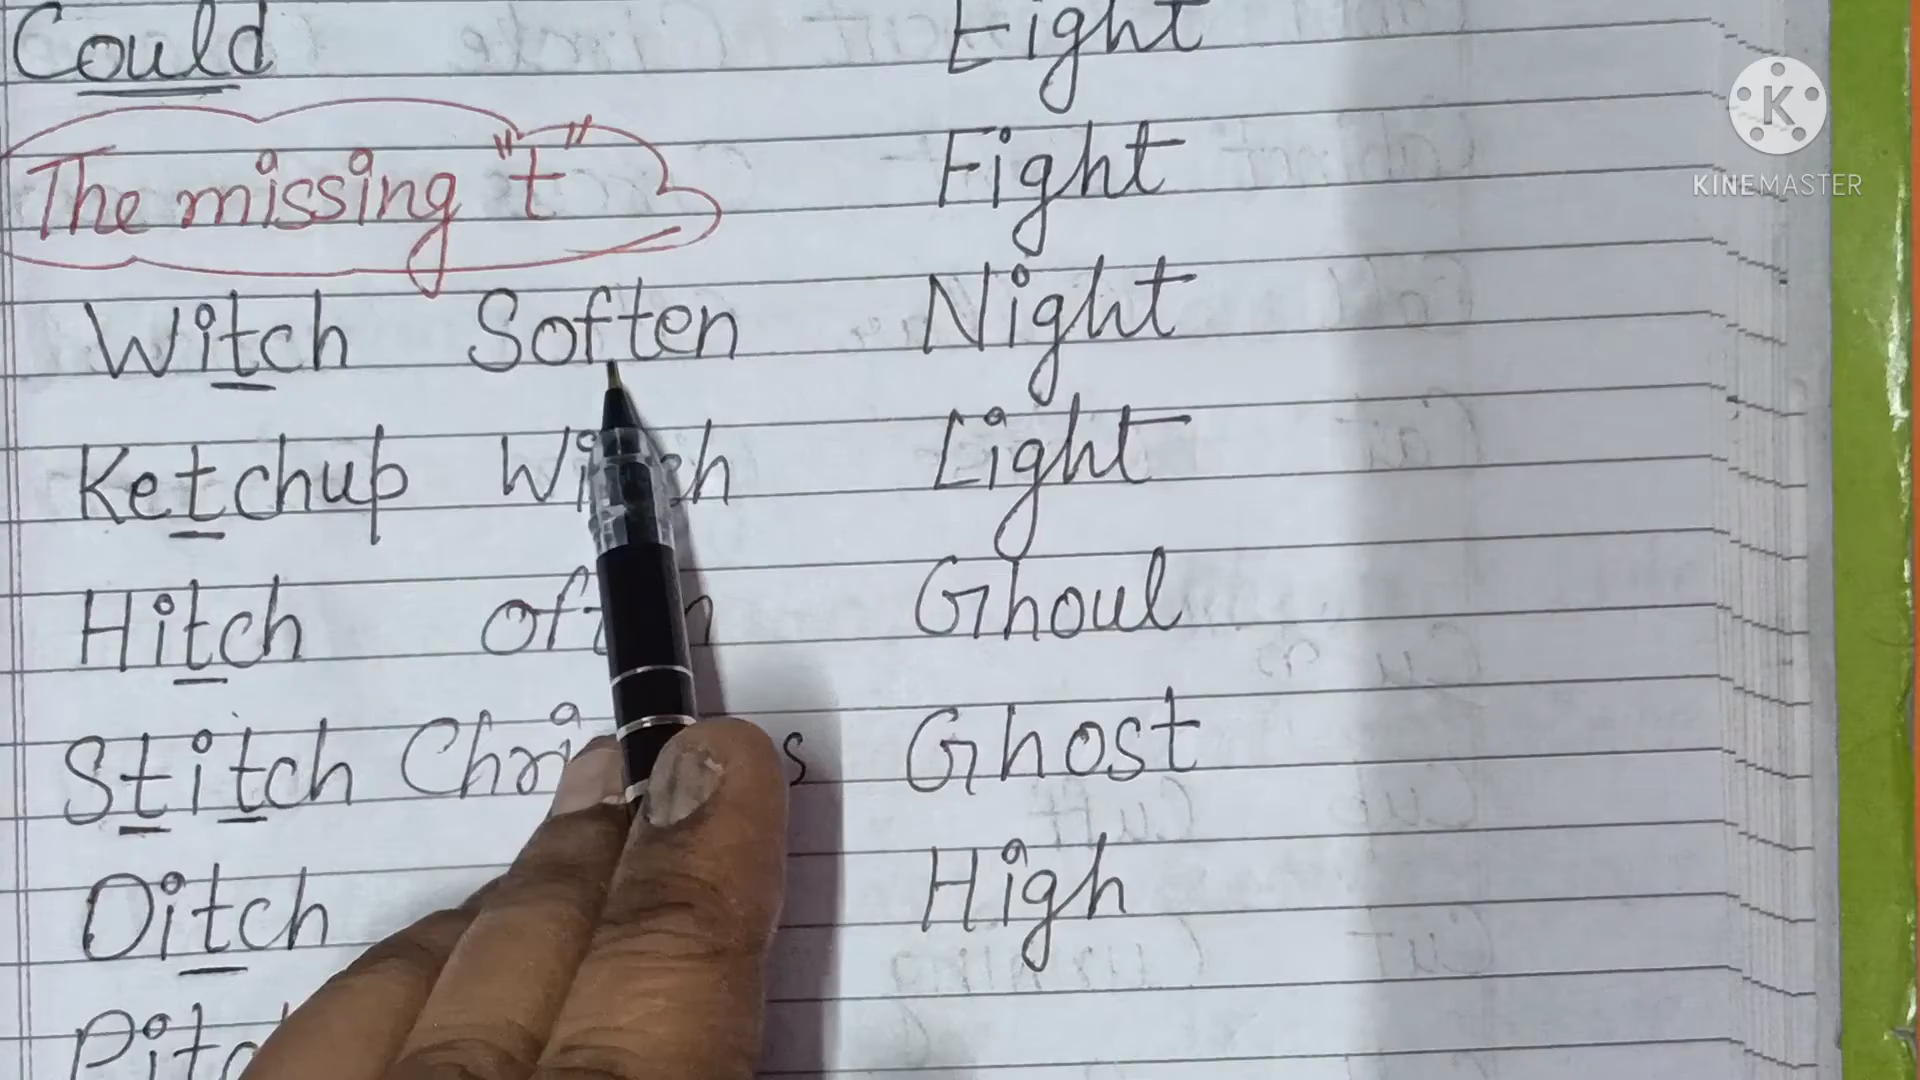 Could Eight
The missing "t" Fight
Witch Soften Night
Ketchup Light
Hitch Ghoul
Stitch Ghost
Ditch High
KINEMASTER